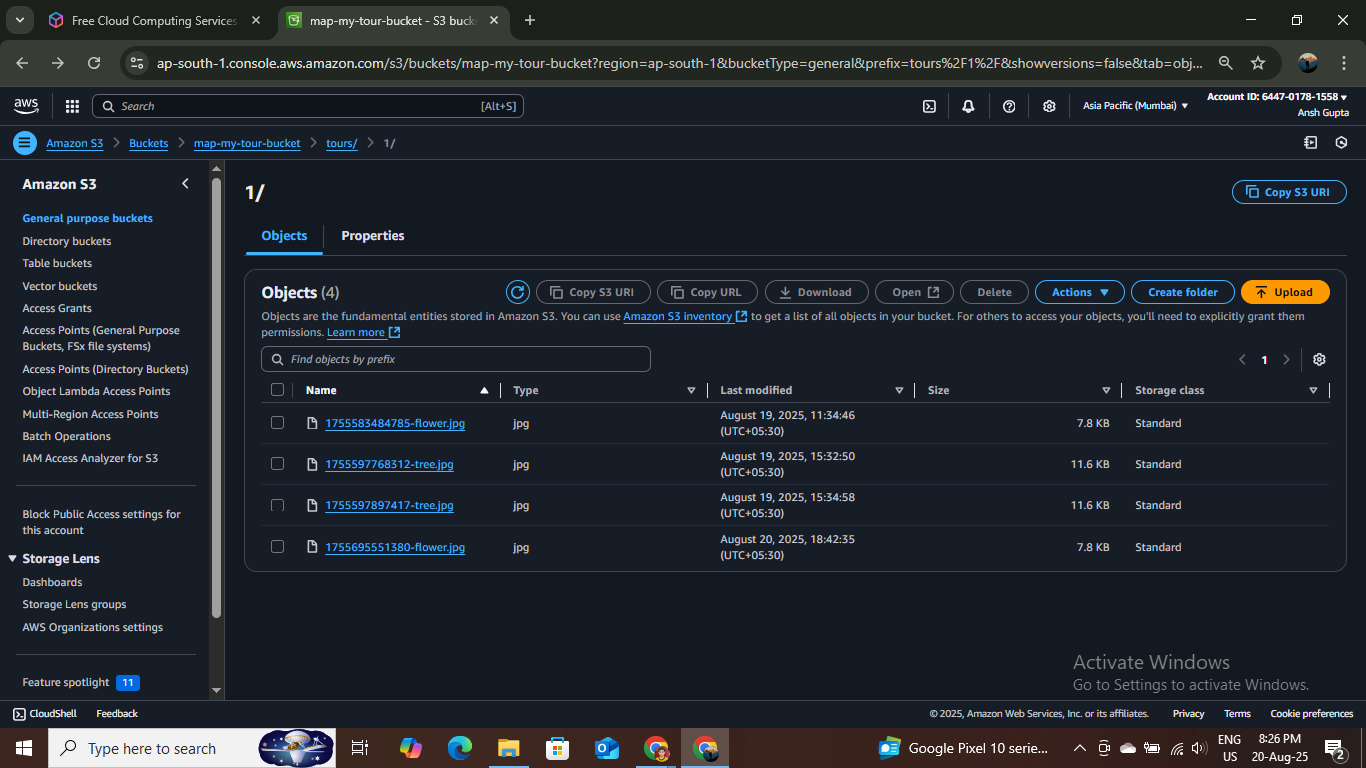 Free Cloud Computing Services
map-my-tour-bucket - S3 buck
ap-south-1.console.aws.amazon.com/s3/buckets/map-my-tour-bucket?region=ap-south-1&bucketType=general&prefix=tours%2F1%2F&showversions=false&tab=obj...
aws
Search
[Alt+S]
Asia Pacific (Mumbai)
Account ID: 6447-0178-1558
Ansh Gupta
Amazon S3
Buckets
map-my-tour-bucket
tours/
1/
Amazon S3
General purpose buckets
Directory buckets
Table buckets
Vector buckets
Access Grants
Access Points (General Purpose
Buckets, FSx file systems)
Access Points (Directory Buckets)
Object Lambda Access Points
Multi-Region Access Points
Batch Operations
IAM Access Analyzer for S3
Block Public Access settings for
this account
Storage Lens
Dashboards
Storage Lens groups
AWS Organizations settings
Feature spotlight 11
1/
Copy S3 URI
Objects
Properties
Objects (4)
Copy S3 URI
Copy URL
Download
Open
Delete
Actions
Create folder
Upload
Objects are the fundamental entities stored in Amazon S3. You can use Amazon S3 inventory to get a list of all objects in your bucket. For others to access your objects, you'll need to explicitly grant them
permissions. Learn more
Find objects by prefix
1
Name
Type
Last modified
Size
Storage class
1755583484785-flower.jpg
jpg
August 19, 2025, 11:34:46
(UTC+05:30)
7.8 KB
Standard
1755597768312-tree.jpg
jpg
August 19, 2025, 15:32:50
(UTC+05:30)
11.6 KB
Standard
1755597897417-tree.jpg
jpg
August 19, 2025, 15:34:58
(UTC+05:30)
11.6 KB
Standard
1755695551380-flower.jpg
jpg
August 20, 2025, 18:42:35
(UTC+05:30)
7.8 KB
Standard
Activate Windows
Go to Settings to activate Windows.
CloudShell
Feedback
© 2025, Amazon Web Services, Inc. or its affiliates.
Privacy
Terms
Cookie preferences
Type here to search
Google Pixel 10 serie...
ENG
US
8:26 PM
20-Aug-25
2